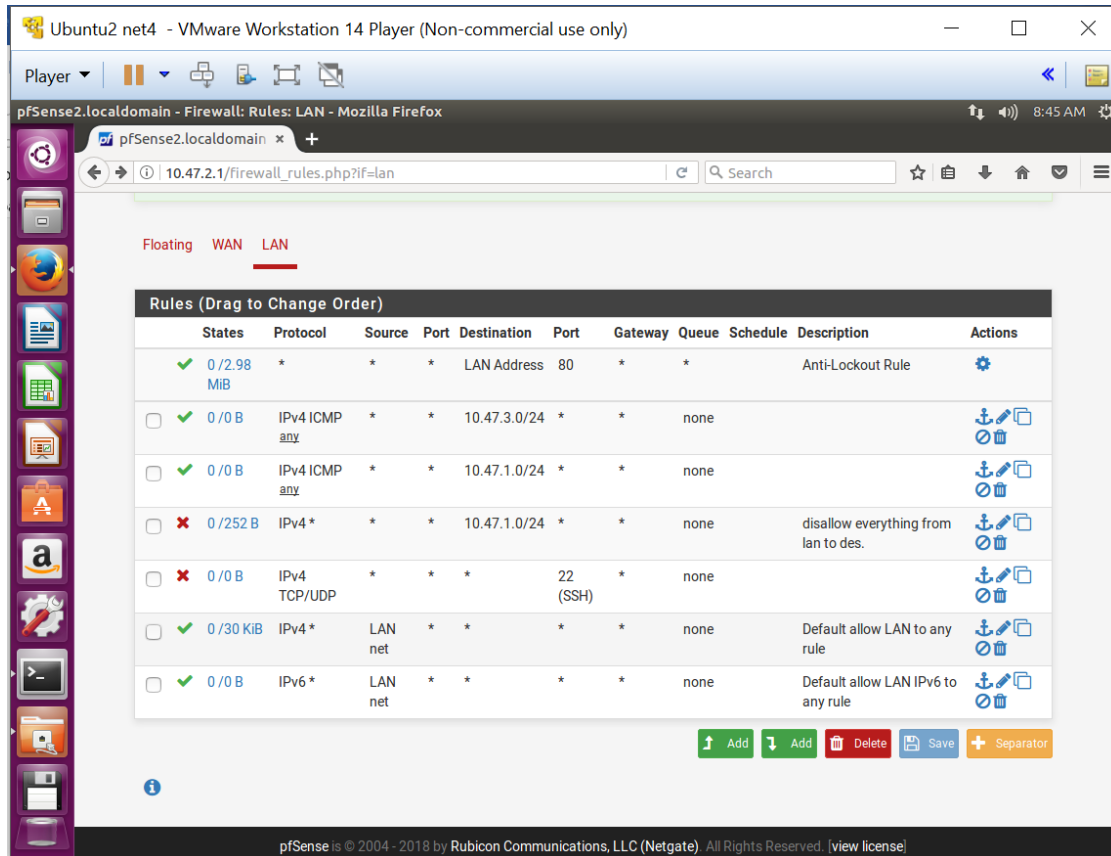 Ubuntu2 net4 - VMware Workstation 14 Player (Non-commercial use only)
Player
pfSense2.localdomain - Firewall: Rules: LAN - Mozilla Firefox
8:45 AM
pfSense2.localdomain
10.47.2.1/firewall_rules.php?if=lan
Search
Floating WAN LAN
Rules (Drag to Change Order)
States Protocol Source Port Destination Port Gateway Queue Schedule Description Actions
0 /2.98 MiB * * * LAN Address 80 * * Anti-Lockout Rule
0 /0 B IPv4 ICMP any * * 10.47.3.0/24 * * none
0 /0 B IPv4 ICMP any * * 10.47.1.0/24 * * none
0 /252 B IPv4 * * * 10.47.1.0/24 * * none disallow everything from lan to des.
0 /0 B IPv4 TCP/UDP * * * 22 (SSH) * none
0 /30 KiB IPv4 * LAN net * * * * none Default allow LAN to any rule
0 /0 B IPv6 * LAN net * * * * none Default allow LAN IPv6 to any rule
Add Add Delete Save Separator
pfSense is © 2004 - 2018 by Rubicon Communications, LLC (Netgate). All Rights Reserved. [view license]